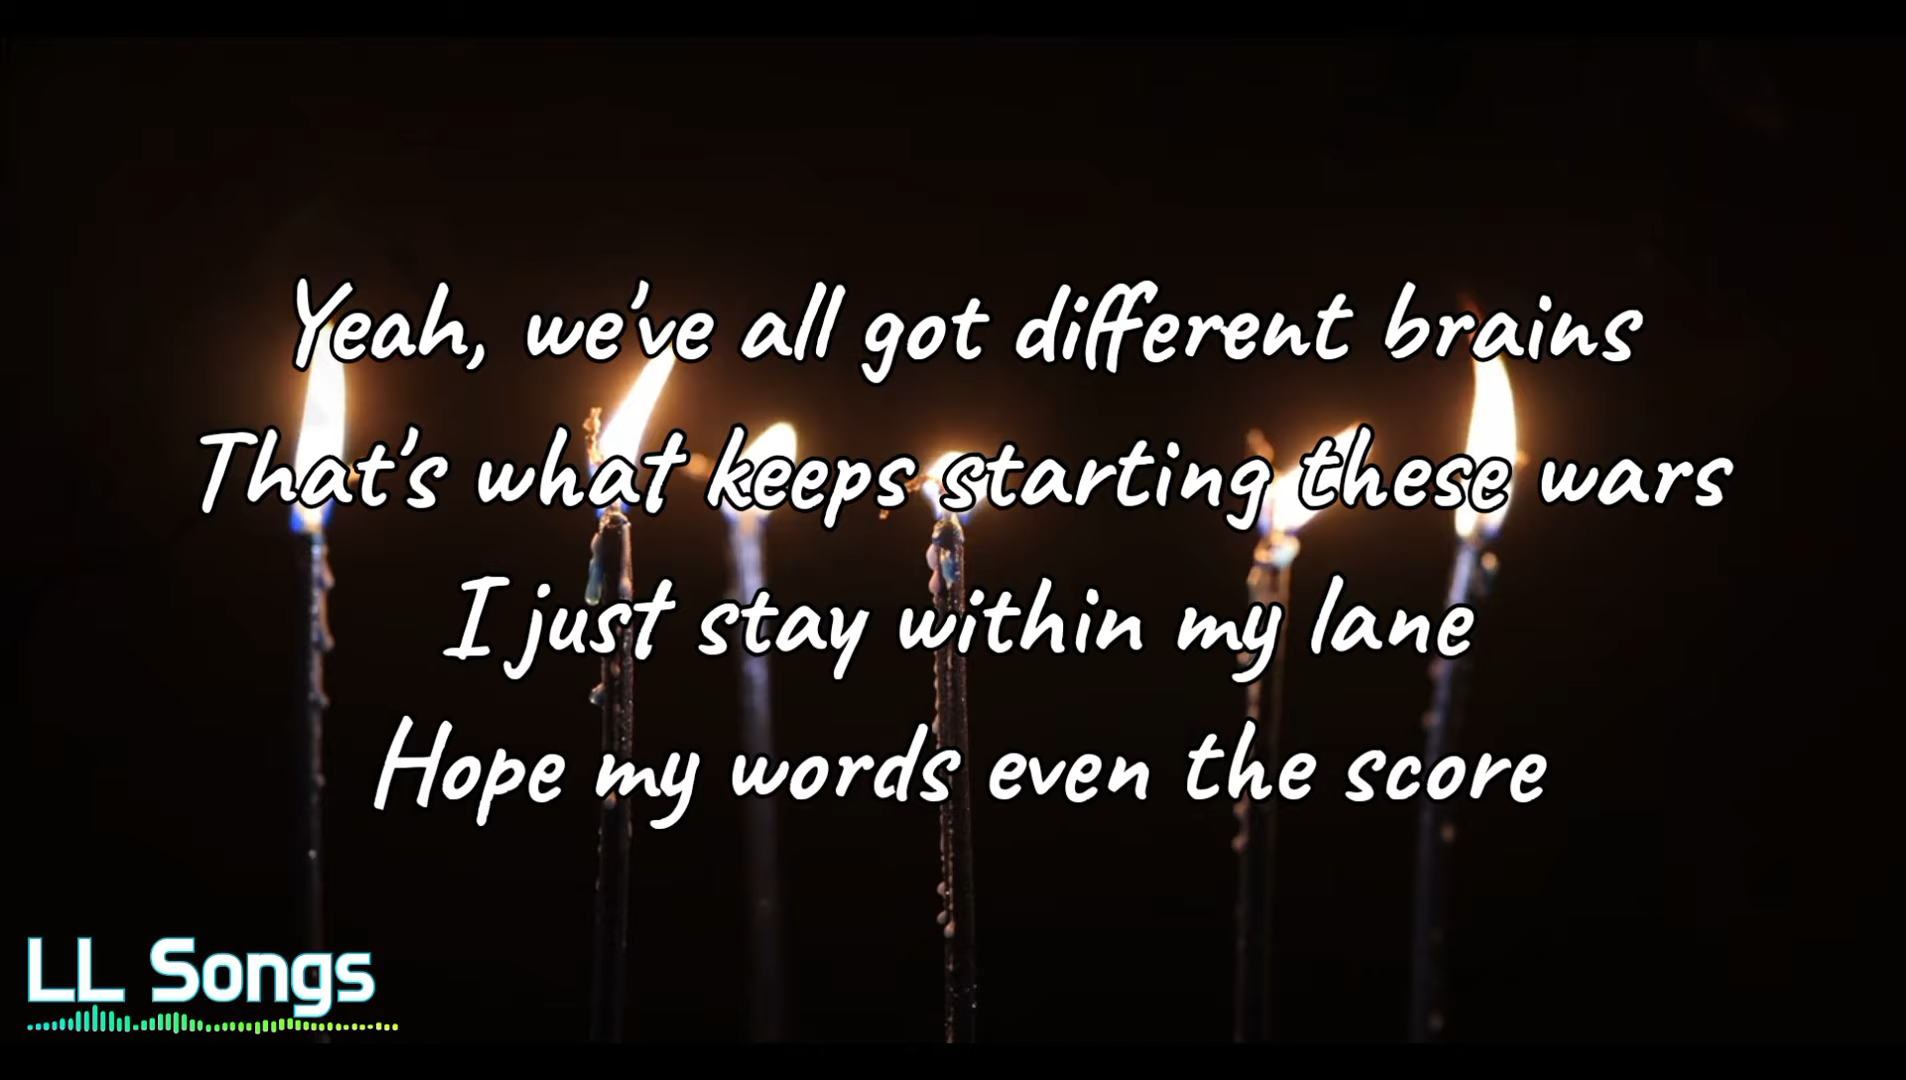 Yeah, we've all got different brains
That's what keeps starting these wars
I just stay within my lane
Hope my words even the score
LL Songs